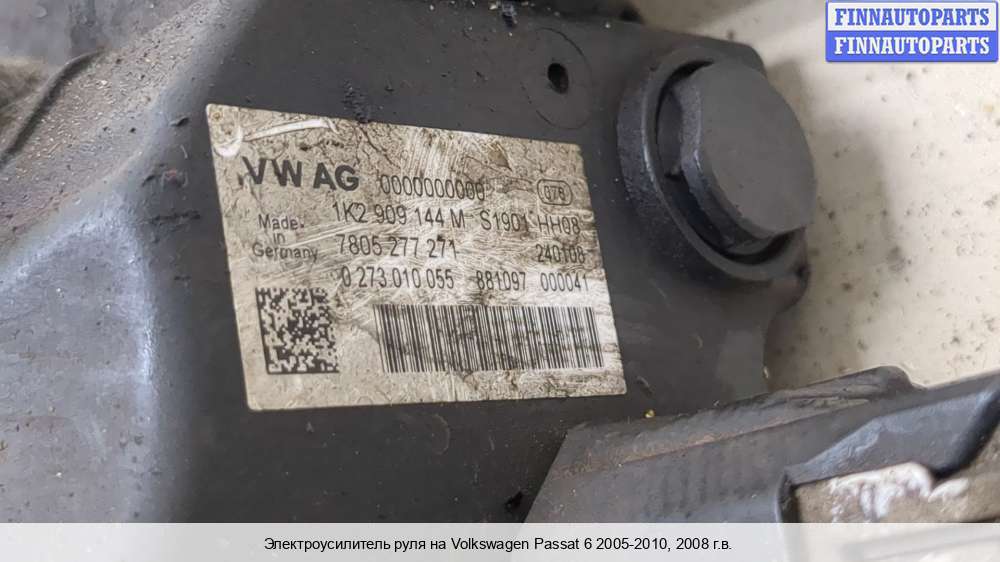 FINNAUTOPARTS
FINNAUTOPARTS
VW AG 0000000000 078
1K2 909 144 M S1901 HH08
Made
in
Germany
7805 277 271 240108
0 273 010 055 881097 000041
Электроусилитель руля на Volkswagen Passat 6 2005-2010, 2008 г.в.